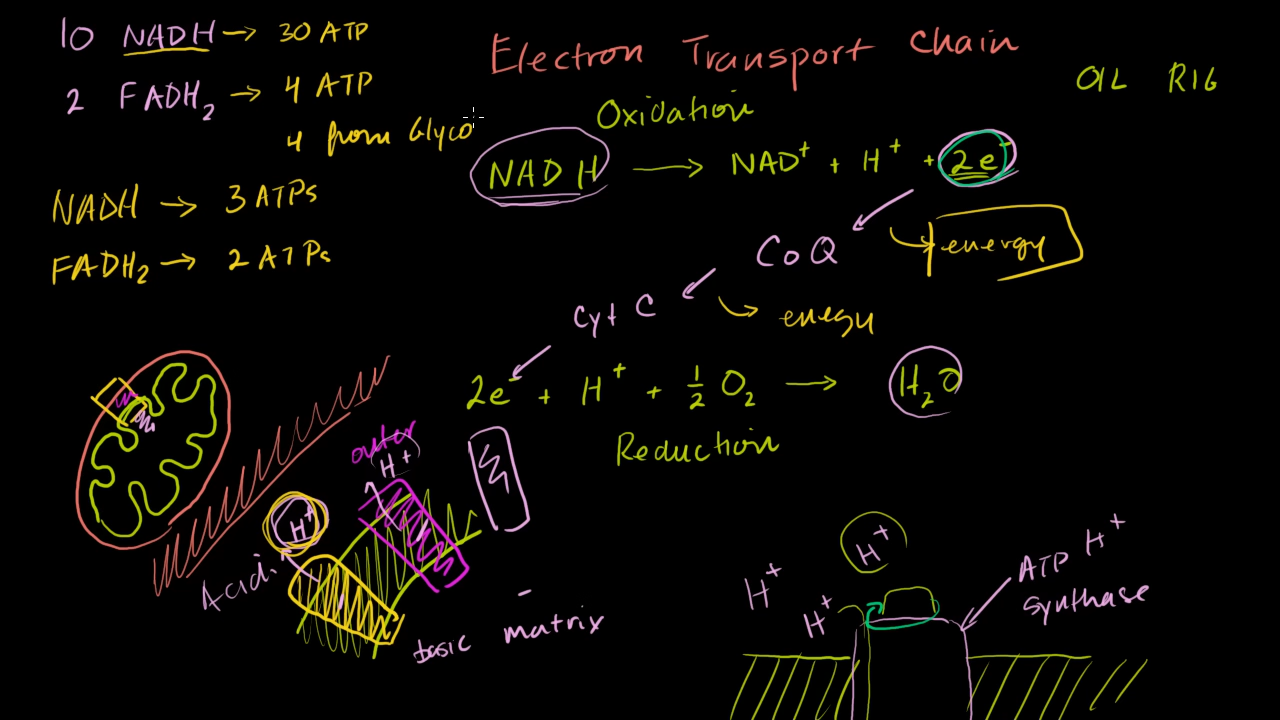 10 NADH → 30 ATP
2 FADH₂ → 4 ATP
4 from Glyco
NADH → 3 ATPs
FADH₂ → 2 ATPs
Electron Transport Chain
OIL RIG
Oxidation
NADH → NAD⁺ + H⁺ + 2e⁻
CoQ
energy
Cyt C
energy
2e⁻ + H⁺ + ½ O₂ → H₂O
Reduction
outer
H⁺
H⁺
Acidi
basic matrix
H⁺
H⁺
H⁺
H⁺
ATP
synthase